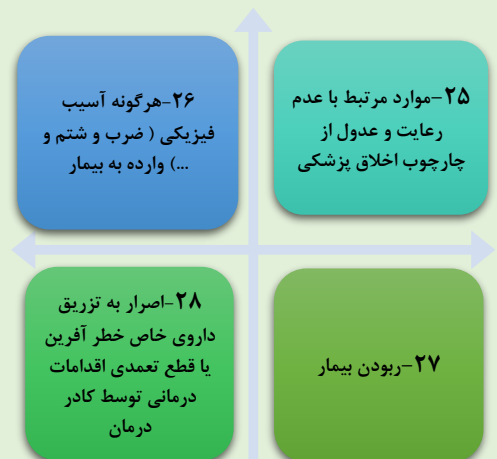 ۲۵-موارد مرتبط با عدم
رعایت و عدول از
چارچوب اخلاق پزشکی
۲۶-هرگونه آسیب
فیزیکی ( ضرب و شتم و
...) وارده به بیمار
۲۷-ربودن بیمار
۲۸-اصرار به تزریق
داروی خاص خطر آفرین
یا قطع تعمدی اقدامات
درمانی توسط کادر
درمان